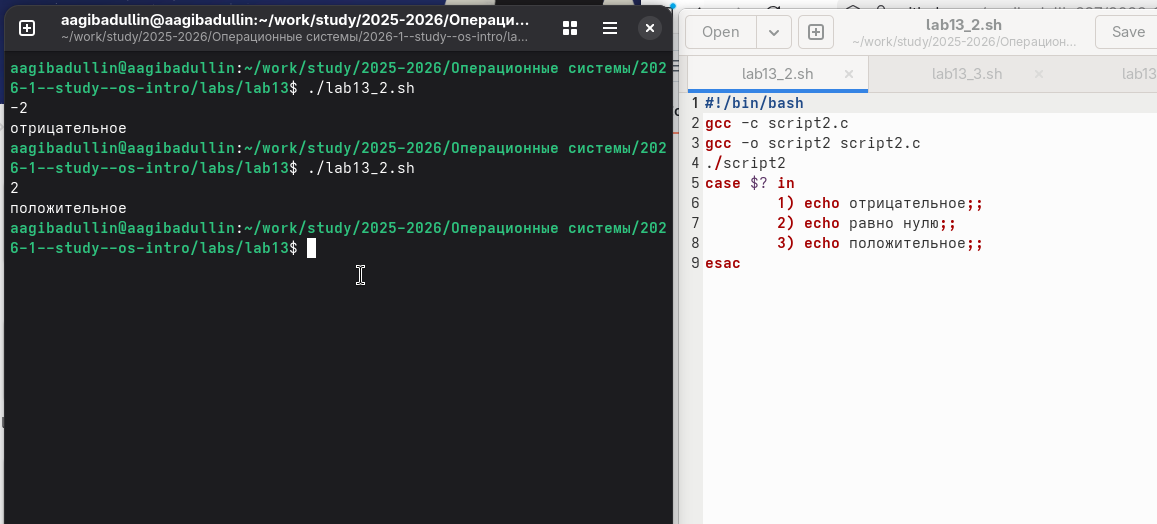 aagibadullin@aagibadullin:~/work/study/2025-2026/Операци...
~/work/study/2025-2026/Операционные системы/2026-1--study--os-intro/la...
aagibadullin@aagibadullin:~/work/study/2025-2026/Операционные системы/202
6-1--study--os-intro/labs/lab13$ ./lab13_2.sh
-2
отрицательное
aagibadullin@aagibadullin:~/work/study/2025-2026/Операционные системы/202
6-1--study--os-intro/labs/lab13$ ./lab13_2.sh
2
положительное
aagibadullin@aagibadullin:~/work/study/2025-2026/Операционные системы/202
6-1--study--os-intro/labs/lab13$
Open
lab13_2.sh
~/work/study/2025-2026/Операцион...
Save
lab13_2.sh
lab13_3.sh
lab13
1 #!/bin/bash
2 gcc -c script2.c
3 gcc -o script2 script2.c
4 ./script2
5 case $? in
6 1) echo отрицательное;;
7 2) echo равно нулю;;
8 3) echo положительное;;
9 esac